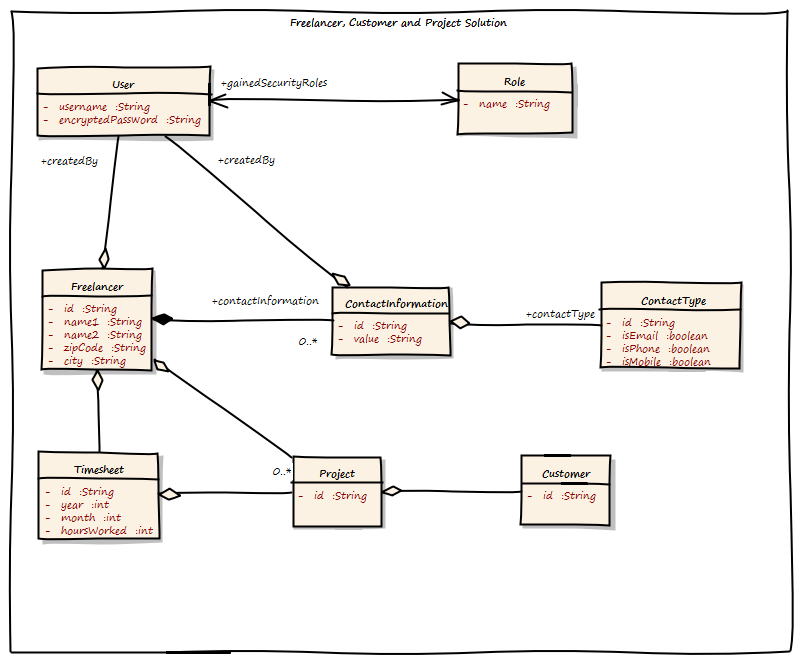 Freelancer, Customer and Project Solution
User
- username :String
- encryptedPassword :String
+gainedSecurityRoles
Role
- name :String
+createdBy
+createdBy
Freelancer
- id :String
- name1 :String
- name2 :String
- zipCode :String
- city :String
+contactInformation
0..*
ContactInformation
- id :String
- value :String
+contactType
ContactType
- id :String
- isEmail :boolean
- isPhone :boolean
- isMobile :boolean
Timesheet
- id :String
- year :int
- month :int
- hoursWorked :int
0..*
Project
- id :String
Customer
- id :String